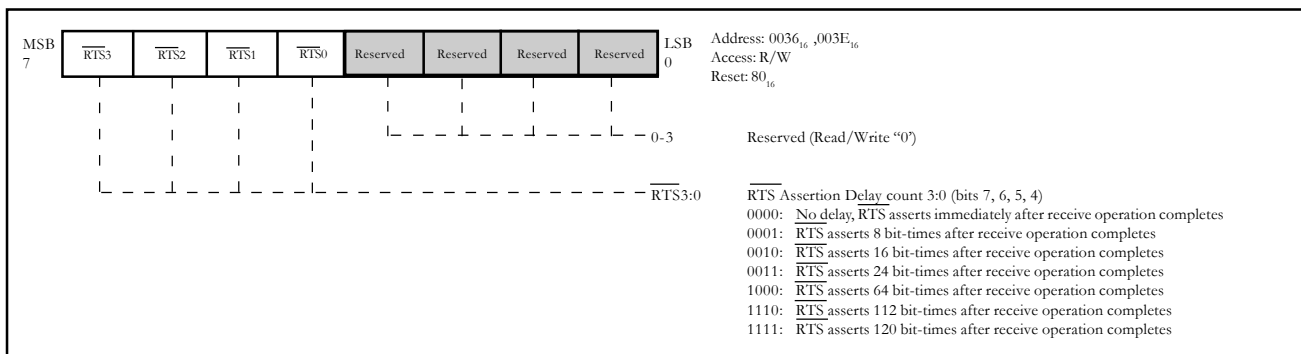 MSB
7
RTS3 RTS2 RTS1 RTS0 Reserved Reserved Reserved Reserved
LSB
0
Address: 0036₁₆ ,003E₁₆
Access: R/W
Reset: 80₁₆
0-3 Reserved (Read/Write “0’)
RTS3:0 RTS Assertion Delay count 3:0 (bits 7, 6, 5, 4)
0000: No delay, RTS asserts immediately after receive operation completes
0001: RTS asserts 8 bit-times after receive operation completes
0010: RTS asserts 16 bit-times after receive operation completes
0011: RTS asserts 24 bit-times after receive operation completes
1000: RTS asserts 64 bit-times after receive operation completes
1110: RTS asserts 112 bit-times after receive operation completes
1111: RTS asserts 120 bit-times after receive operation completes